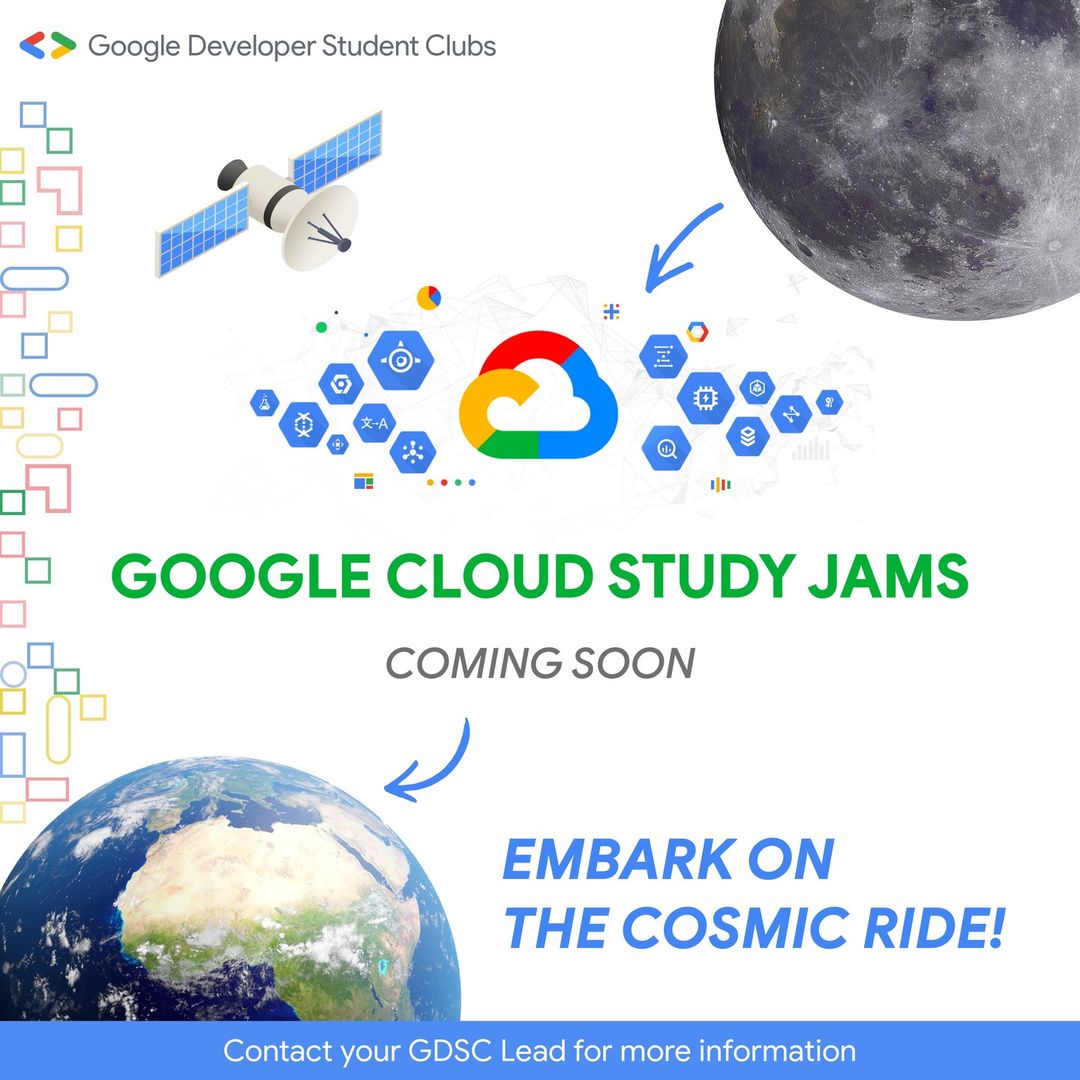 Google Developer Student Clubs
文→A
GOOGLE CLOUD STUDY JAMS
COMING SOON
EMBARK ON
THE COSMIC RIDE!
Contact your GDSC Lead for more information